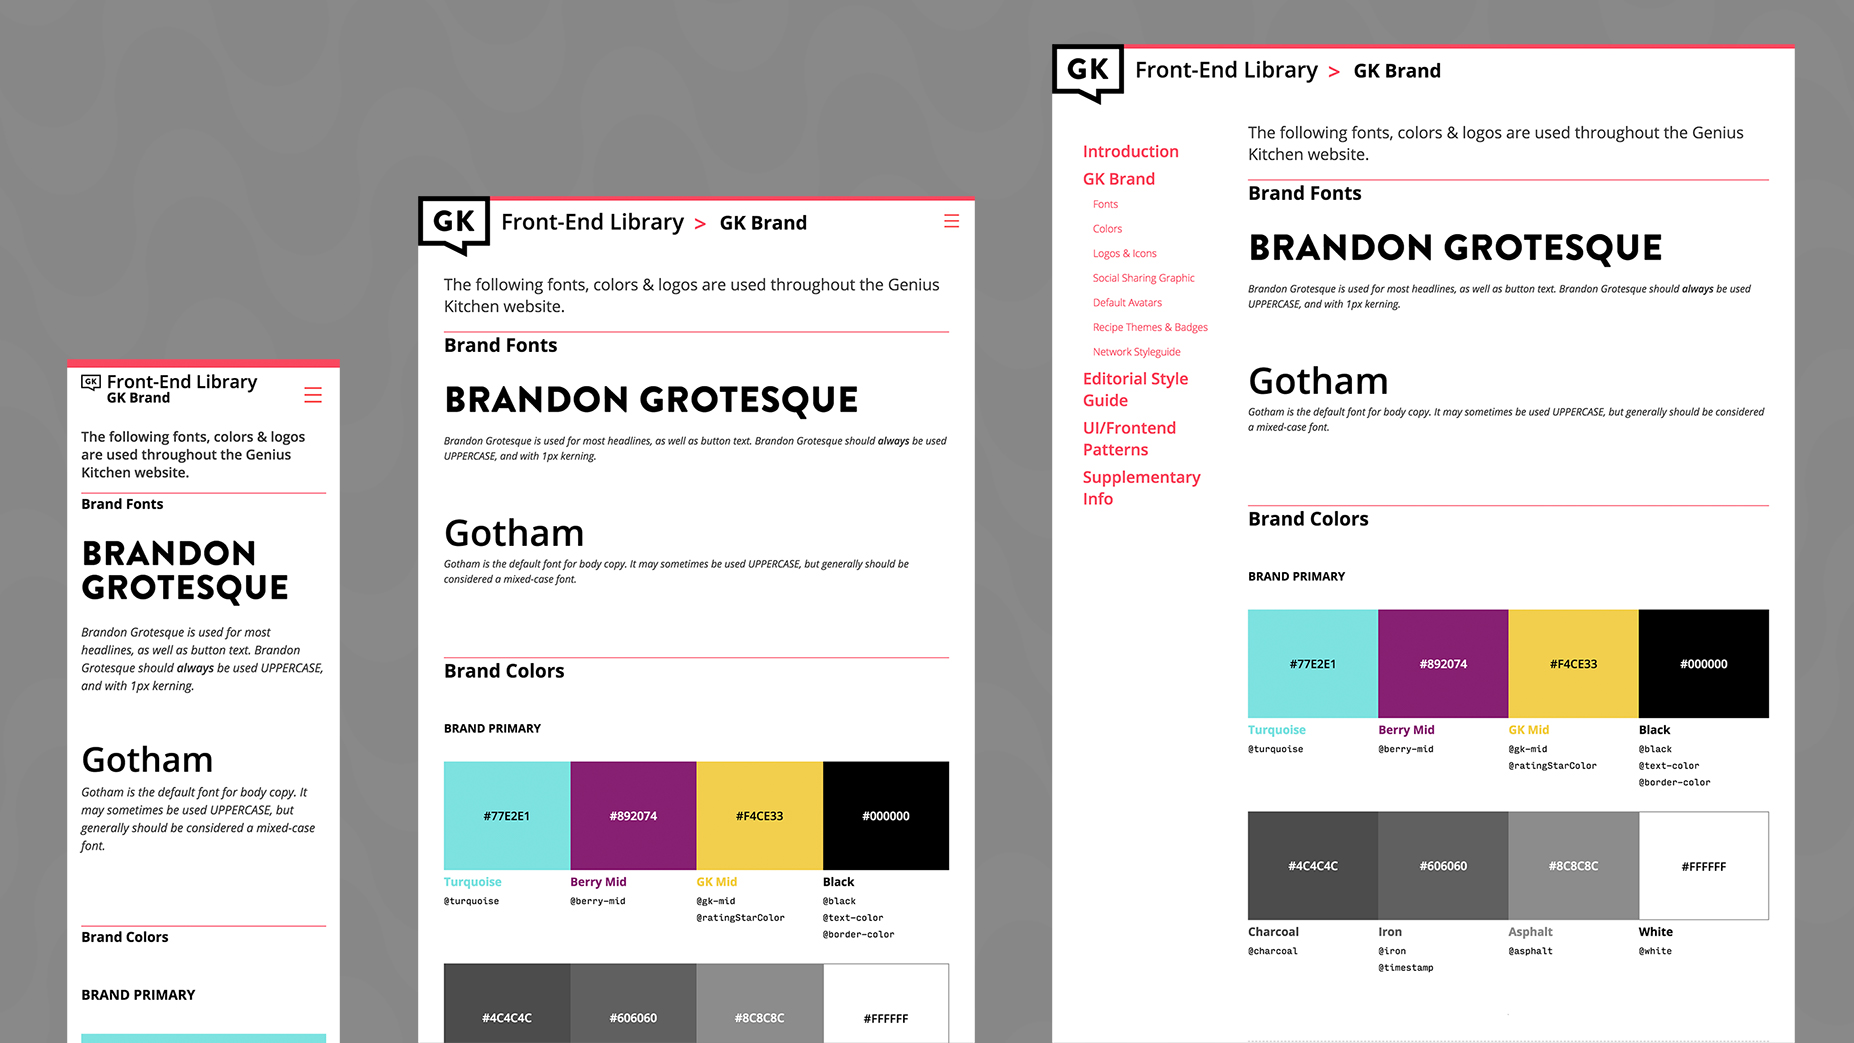 GK
Front-End Library
GK Brand
The following fonts, colors & logos
are used throughout the Genius
Kitchen website.
Brand Fonts
BRANDON
GROTESQUE
Brandon Grotesque is used for most
headlines, as well as button text. Brandon
Grotesque should always be used UPPERCASE,
and with 1px kerning.
Gotham
Gotham is the default font for body copy. It
may sometimes be used UPPERCASE, but
generally should be considered a mixed-case
font.
Brand Colors
BRAND PRIMARY
GK
Front-End Library > GK Brand
The following fonts, colors & logos are used throughout the Genius
Kitchen website.
Brand Fonts
BRANDON GROTESQUE
Brandon Grotesque is used for most headlines, as well as button text. Brandon Grotesque should always be used
UPPERCASE, and with 1px kerning.
Gotham
Gotham is the default font for body copy. It may sometimes be used UPPERCASE, but generally should be
considered a mixed-case font.
Brand Colors
BRAND PRIMARY
#77E2E1 #892074 #F4CE33 #000000
Turquoise Berry Mid GK Mid Black
@turquoise @berry-mid @gk-mid @black
@ratingStarColor @text-color
@border-color
#4C4C4C #606060 #8C8C8C #FFFFFF
GK
Front-End Library > GK Brand
Introduction
GK Brand
Fonts
Colors
Logos & Icons
Social Sharing Graphic
Default Avatars
Recipe Themes & Badges
Network Styleguide
Editorial Style
Guide
UI/Frontend
Patterns
Supplementary
Info
The following fonts, colors & logos are used throughout the Genius
Kitchen website.
Brand Fonts
BRANDON GROTESQUE
Brandon Grotesque is used for most headlines, as well as button text. Brandon Grotesque should always be used
UPPERCASE, and with 1px kerning.
Gotham
Gotham is the default font for body copy. It may sometimes be used UPPERCASE, but generally should be considered
a mixed-case font.
Brand Colors
BRAND PRIMARY
#77E2E1 #892074 #F4CE33 #000000
Turquoise Berry Mid GK Mid Black
@turquoise @berry-mid @gk-mid @black
@ratingStarColor @text-color
@border-color
#4C4C4C #606060 #8C8C8C #FFFFFF
Charcoal Iron Asphalt White
@charcoal @iron @asphalt @white
@timestamp